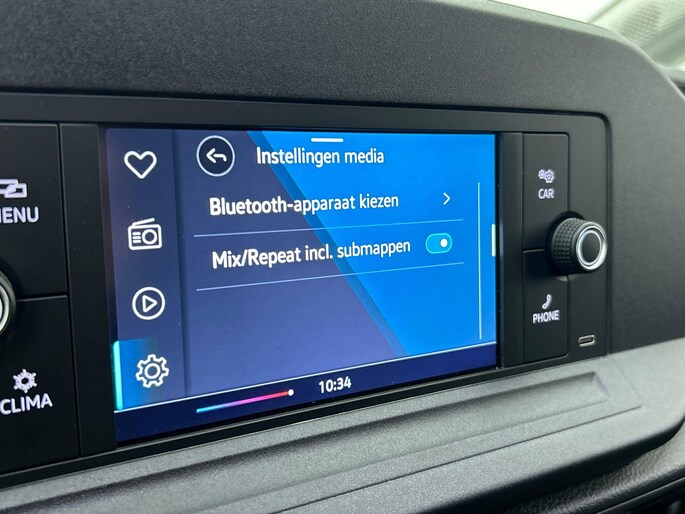 Instellingen media
Bluetooth-apparaat kiezen
Mix/Repeat incl. submappen
10:34
MENU
CLIMA
CAR
PHONE